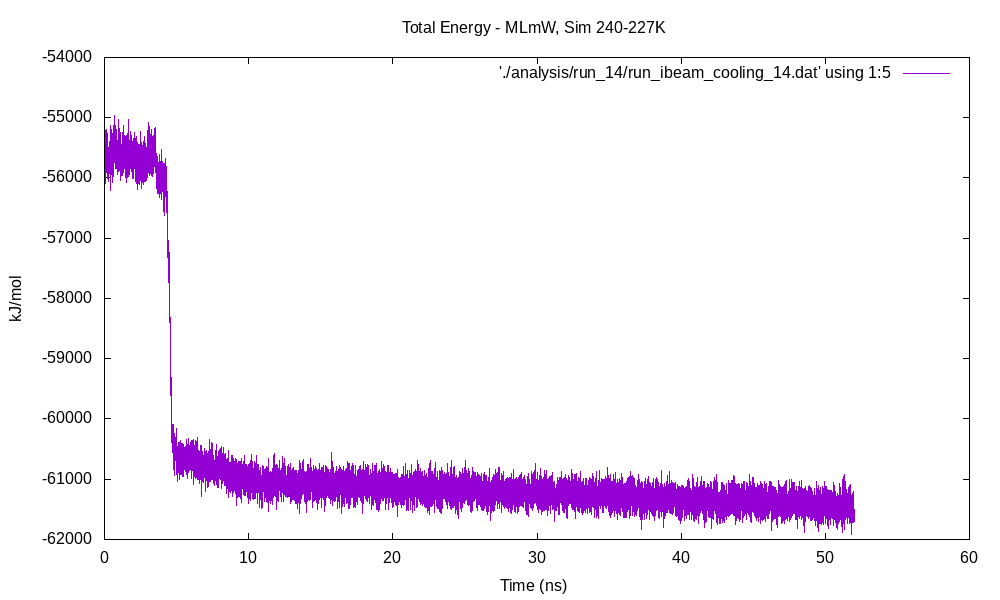 Total Energy - MLmW, Sim 240-227K
'./analysis/run_14/run_ibeam_cooling_14.dat' using 1:5
-54000
-55000
-56000
-57000
-58000
-59000
-60000
-61000
-62000
kJ/mol
0 10 20 30 40 50 60
Time (ns)